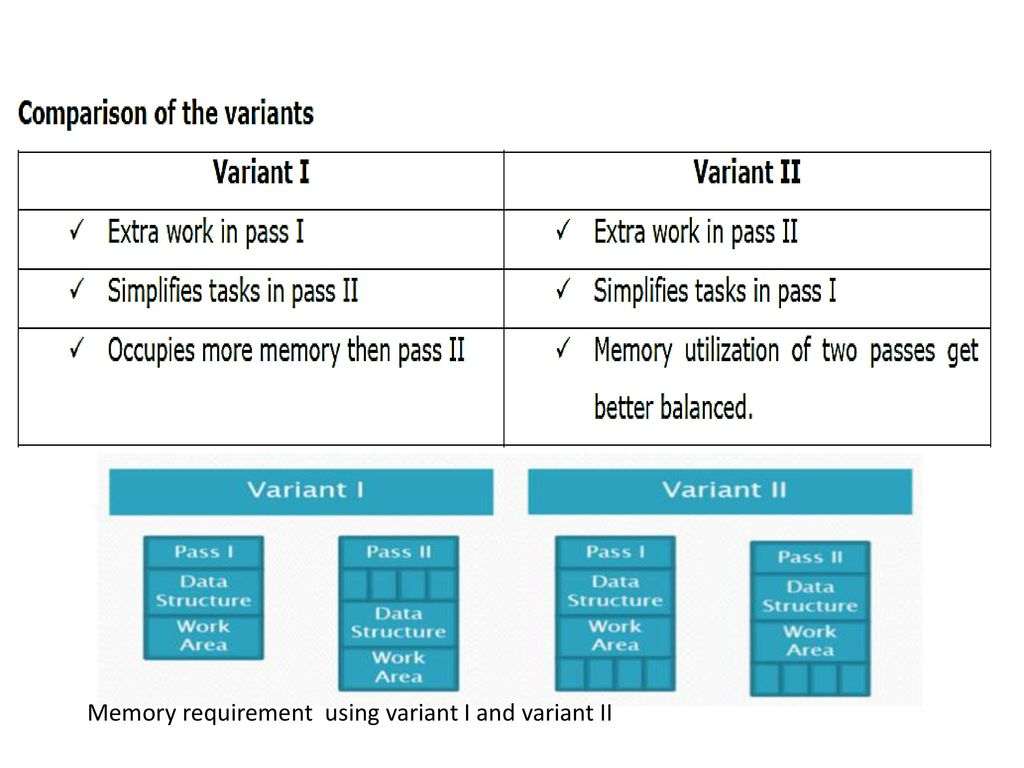 Comparison of the variants
Variant I
Variant II
✓ Extra work in pass I
✓ Extra work in pass II
✓ Simplifies tasks in pass II
✓ Simplifies tasks in pass I
✓ Occupies more memory then pass II
✓ Memory utilization of two passes get
better balanced.
Variant I
Variant II
Pass I
Data
Structure
Work
Area
Pass II
Data
Structure
Work
Area
Pass I
Data
Structure
Work
Area
Pass II
Data
Structure
Work
Area
Memory requirement using variant I and variant II